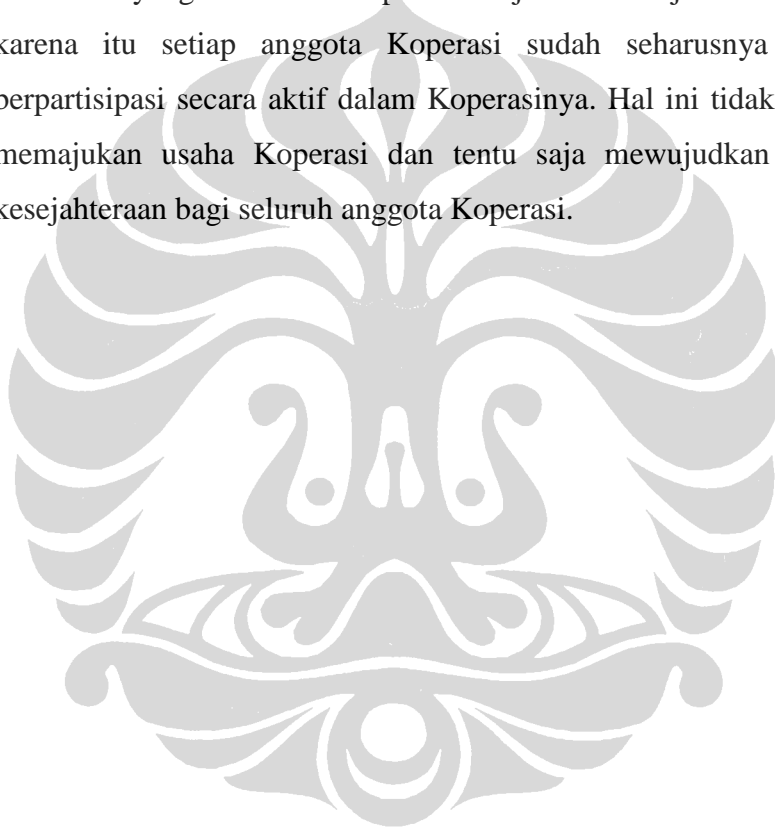 karena itu setiap anggota Koperasi sudah seharusnya
berpartisipasi secara aktif dalam Koperasinya. Hal ini tidak
memajukan usaha Koperasi dan tentu saja mewujudkan
kesejahteraan bagi seluruh anggota Koperasi.